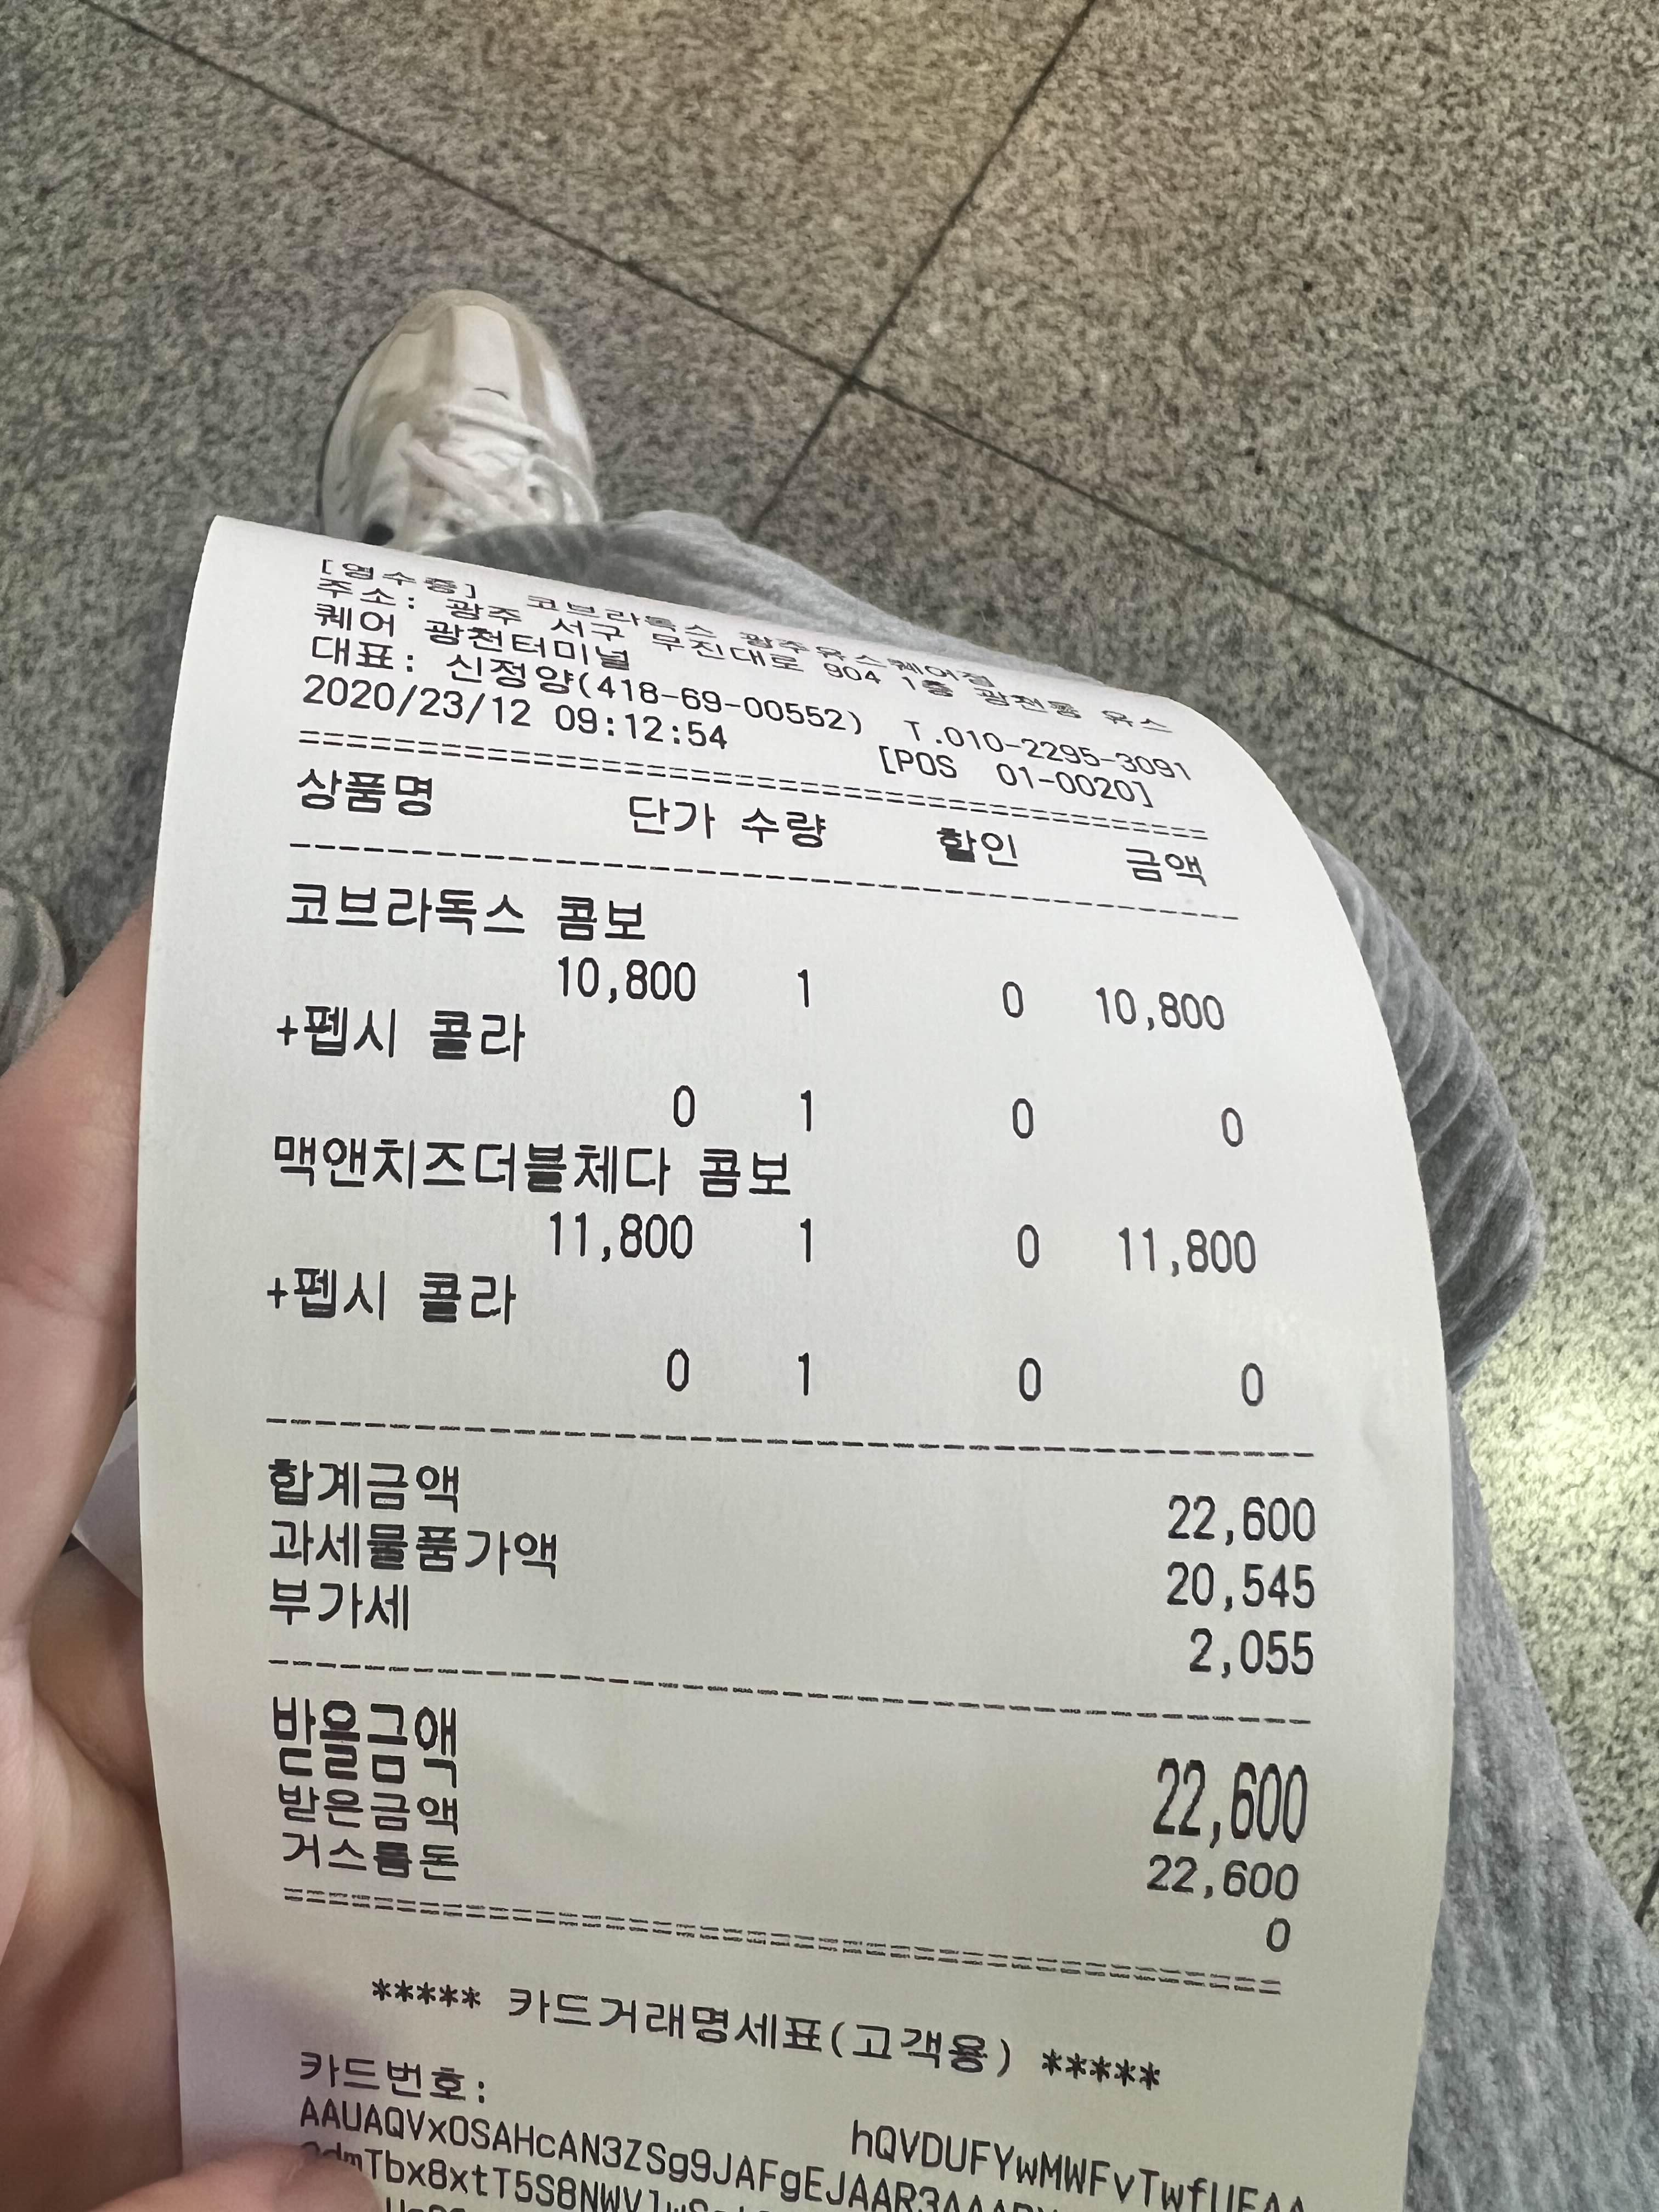 [영수증] 코브라독스 광주유스퀘어점
주소: 광주 서구 무진대로 904 1층 광천동 유스
퀘어 광천터미널
대표: 신정양(418-69-00552) T.010-2295-3091
2020/23/12 09:12:54 [POS 01-0020]
===================================
상품명 단가 수량 할인 금액
-----------------------------------
코브라독스 콤보
10,800 1 0 10,800
+펩시 콜라
0 1 0 0
맥앤치즈더블체다 콤보
11,800 1 0 11,800
+펩시 콜라
0 1 0 0
-----------------------------------
합계금액 22,600
과세물품가액 20,545
부가세 2,055
-----------------------------------
받을금액 22,600
받은금액 22,600
거스름돈 0
===================================
***** 카드거래명세표(고객용) *****
카드번호:
hQVDUFYwMWFvTwfUEAA
AAUAQVxOSAHcAN3ZSg9JAFgEJAAR3AAA